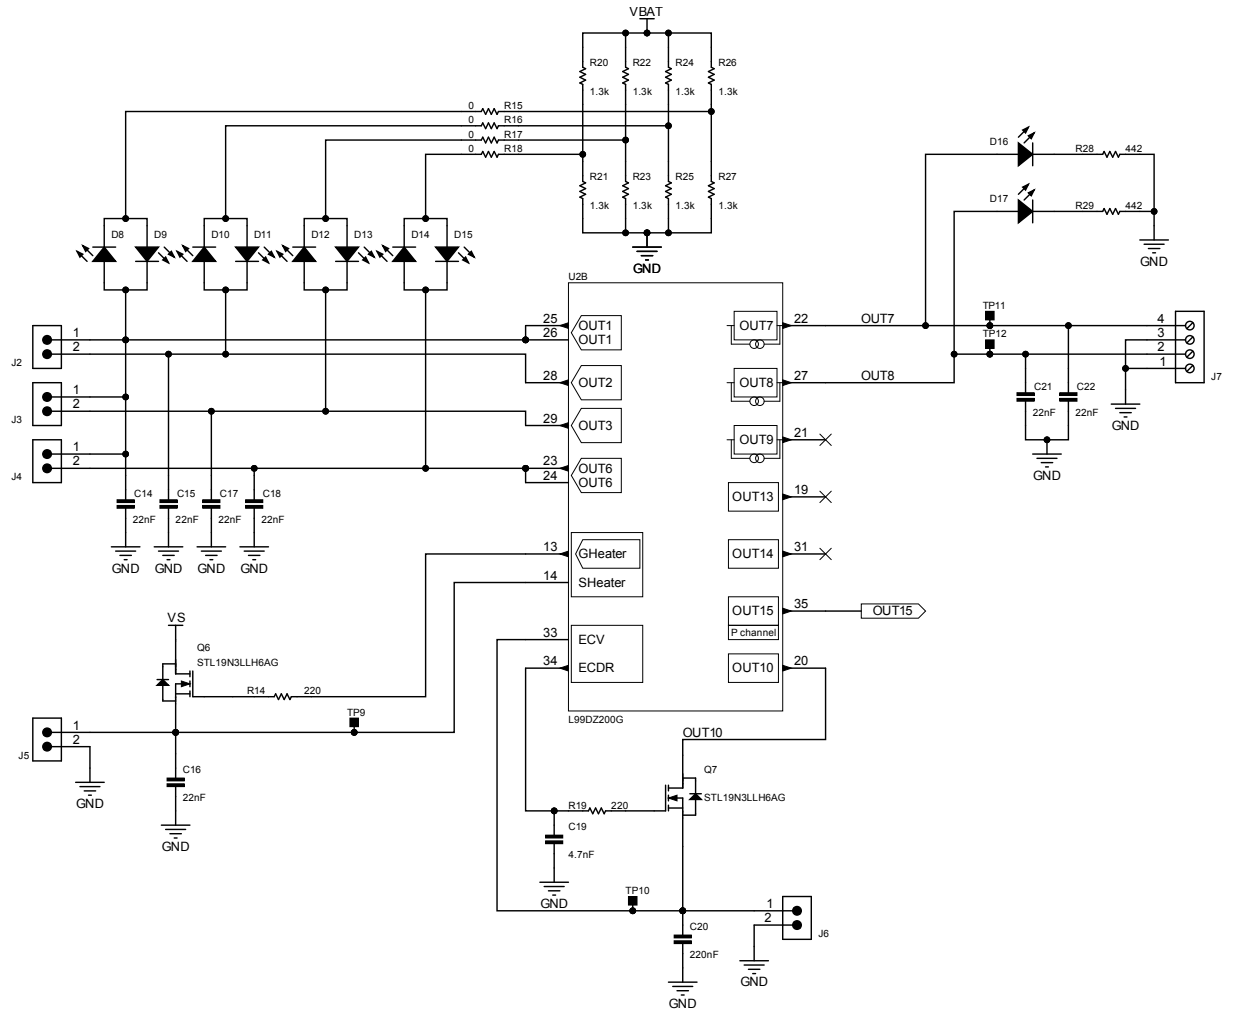 VBAT
R20 R22 R24 R26
1.3k 1.3k 1.3k 1.3k
0 R15
0 R16
0 R17
0 R18
R21 R23 R25 R27
1.3k 1.3k 1.3k 1.3k
GND
D8 D9 D10 D11 D12 D13 D14 D15
D16 R28 442
D17 R29 442
GND
U2B
J2 1 2
J3 1 2
J4 1 2
25 OUT1
26 OUT1
28 OUT2
29 OUT3
23 OUT6
24 OUT6
OUT7 22 OUT7
OUT8 27 OUT8
OUT9 21
OUT13 19
OUT14 31
OUT15 35 OUT15
P channel
OUT10 20
TP11
TP12
4
3
2
1
J7
C21 C22
22nF 22nF
GND
GND
C14 C15 C17 C18
22nF 22nF 22nF 22nF
GND GND GND GND
13 GHeater
14 SHeater
33 ECV
34 ECDR
L99DZ200G
VS
Q6
STL19N3LLH6AG
R14 220
TP9
J5 1 2
GND
C16
22nF
GND
OUT10
Q7
STL19N3LLH6AG
R19 220
C19
4.7nF
GND
TP10
1
2
J6
C20
220nF
GND
GND